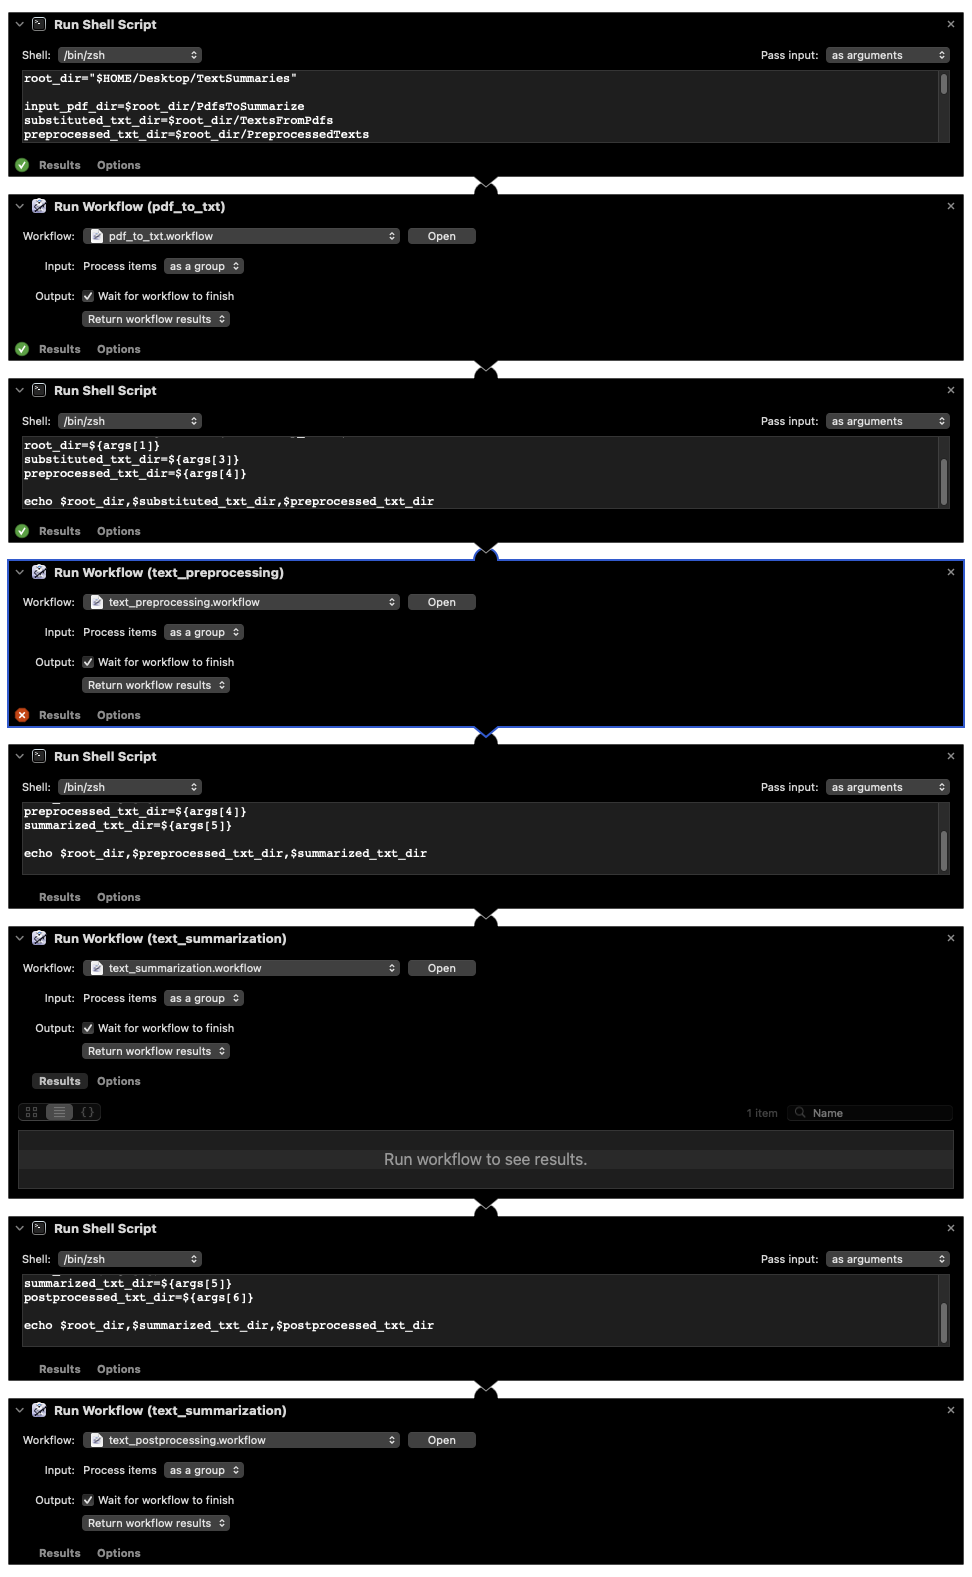 Run Shell Script
Shell: /bin/zsh Pass input: as arguments
root_dir="$HOME/Desktop/TextSummaries"
input_pdf_dir=$root_dir/PdfsToSummarize
substituted_txt_dir=$root_dir/TextsFromPdfs
preprocessed_txt_dir=$root_dir/PreprocessedTexts
Results Options
Run Workflow (pdf_to_txt)
Workflow: pdf_to_txt.workflow Open
Input: Process items as a group
Output: Wait for workflow to finish
Return workflow results
Results Options
Run Shell Script
Shell: /bin/zsh Pass input: as arguments
root_dir=${args[1]}
substituted_txt_dir=${args[3]}
preprocessed_txt_dir=${args[4]}
echo $root_dir,$substituted_txt_dir,$preprocessed_txt_dir
Results Options
Run Workflow (text_preprocessing)
Workflow: text_preprocessing.workflow Open
Input: Process items as a group
Output: Wait for workflow to finish
Return workflow results
Results Options
Run Shell Script
Shell: /bin/zsh Pass input: as arguments
preprocessed_txt_dir=${args[4]}
summarized_txt_dir=${args[5]}
echo $root_dir,$preprocessed_txt_dir,$summarized_txt_dir
Results Options
Run Workflow (text_summarization)
Workflow: text_summarization.workflow Open
Input: Process items as a group
Output: Wait for workflow to finish
Return workflow results
Results Options
1 item Name
Run workflow to see results.
Run Shell Script
Shell: /bin/zsh Pass input: as arguments
summarized_txt_dir=${args[5]}
postprocessed_txt_dir=${args[6]}
echo $root_dir,$summarized_txt_dir,$postprocessed_txt_dir
Results Options
Run Workflow (text_summarization)
Workflow: text_postprocessing.workflow Open
Input: Process items as a group
Output: Wait for workflow to finish
Return workflow results
Results Options